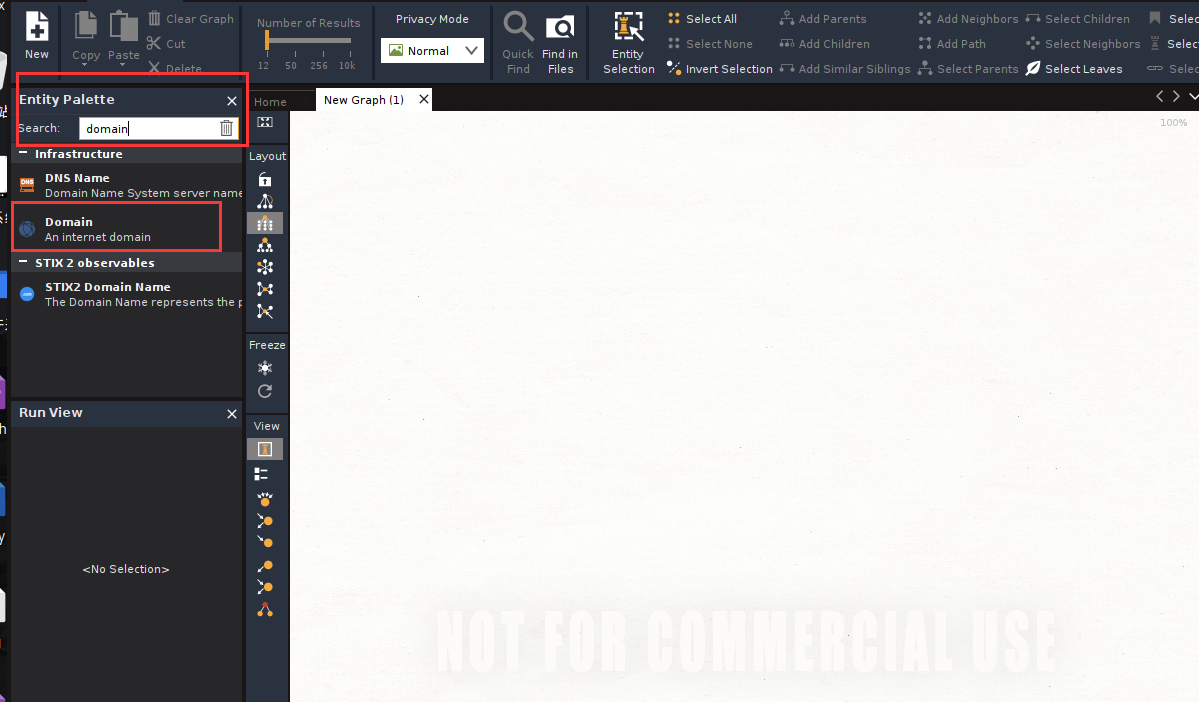 New
Copy
Paste
Clear Graph
Cut
Delete
Number of Results
12 50 256 10k
Privacy Mode
Normal
Quick
Find
Find in
Files
Entity
Selection
Select All
Select None
Invert Selection
Add Parents
Add Children
Add Similar Siblings
Add Neighbors
Add Path
Select Parents
Select Children
Select Neighbors
Select Leaves
Selec
Selec
Selec
Entity Palette
Search: domain
Infrastructure
DNS
DNS Name
Domain Name System server name
Domain
An internet domain
STIX 2 observables
STIX2 Domain Name
The Domain Name represents the p
Run View
<No Selection>
Home
New Graph (1)
Layout
Freeze
View
100%
NOT FOR COMMERCIAL USE